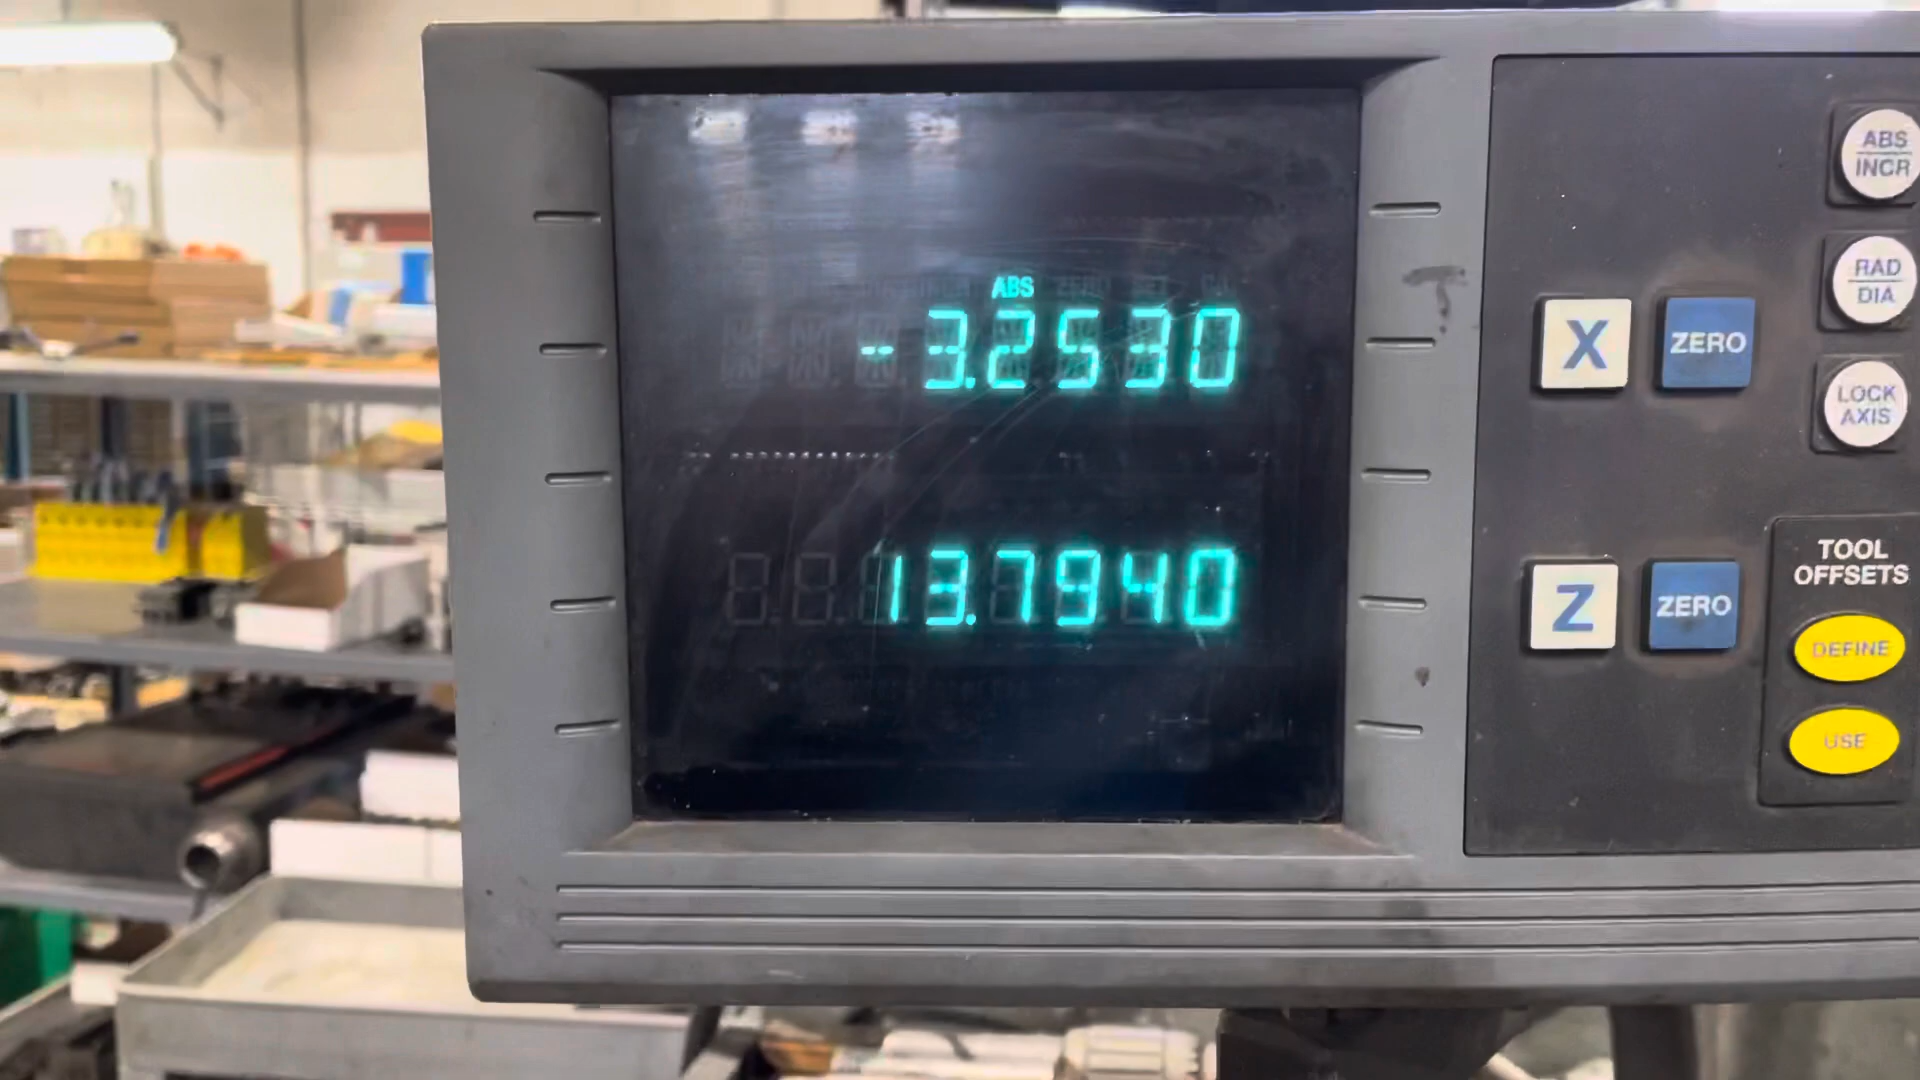 ABS
-3.2530
13.7940
X
ZERO
Z
ZERO
ABS
INCR
RAD
DIA
LOCK
AXIS
TOOL
OFFSETS
DEFINE
USE